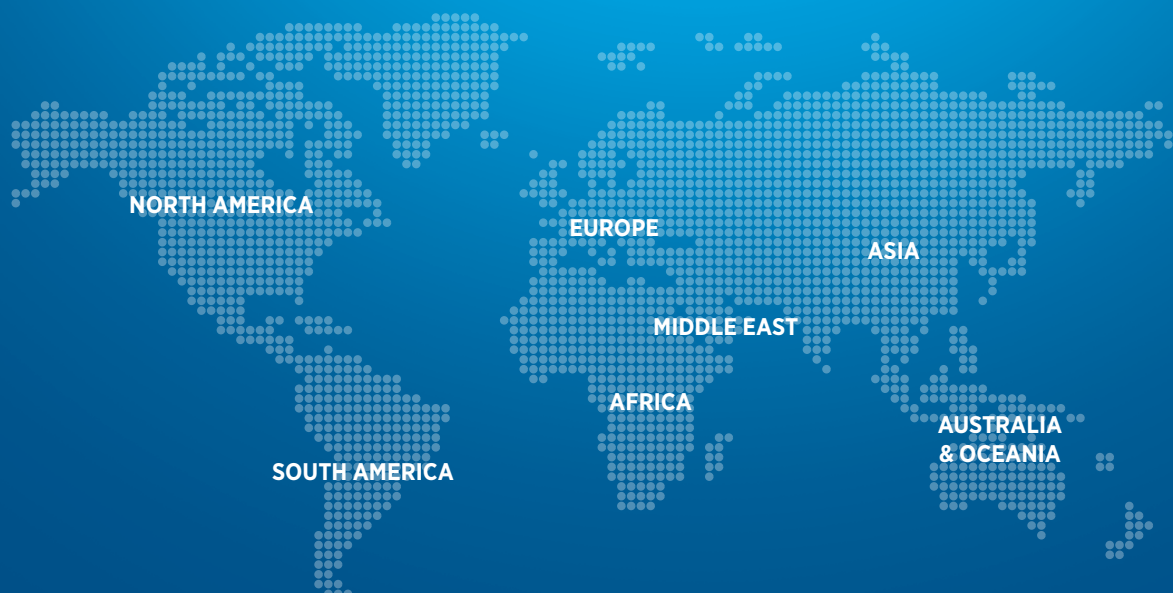 NORTH AMERICA
EUROPE
ASIA
MIDDLE EAST
AFRICA
AUSTRALIA
& OCEANIA
SOUTH AMERICA